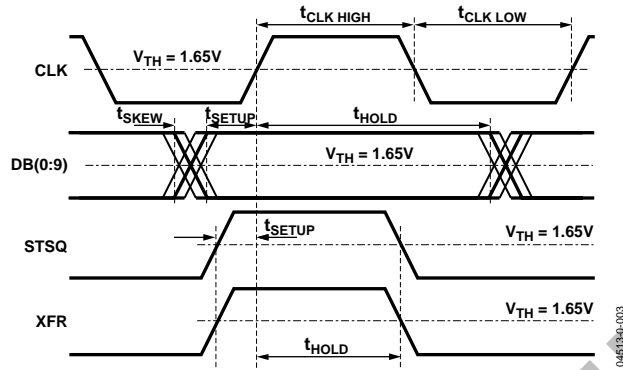 tCLK HIGH
tCLK LOW
CLK
VTH = 1.65V
tSKEW
tSETUP
tHOLD
DB(0:9)
VTH = 1.65V
STSQ
tSETUP
VTH = 1.65V
XFR
VTH = 1.65V
tHOLD
04513-0-003